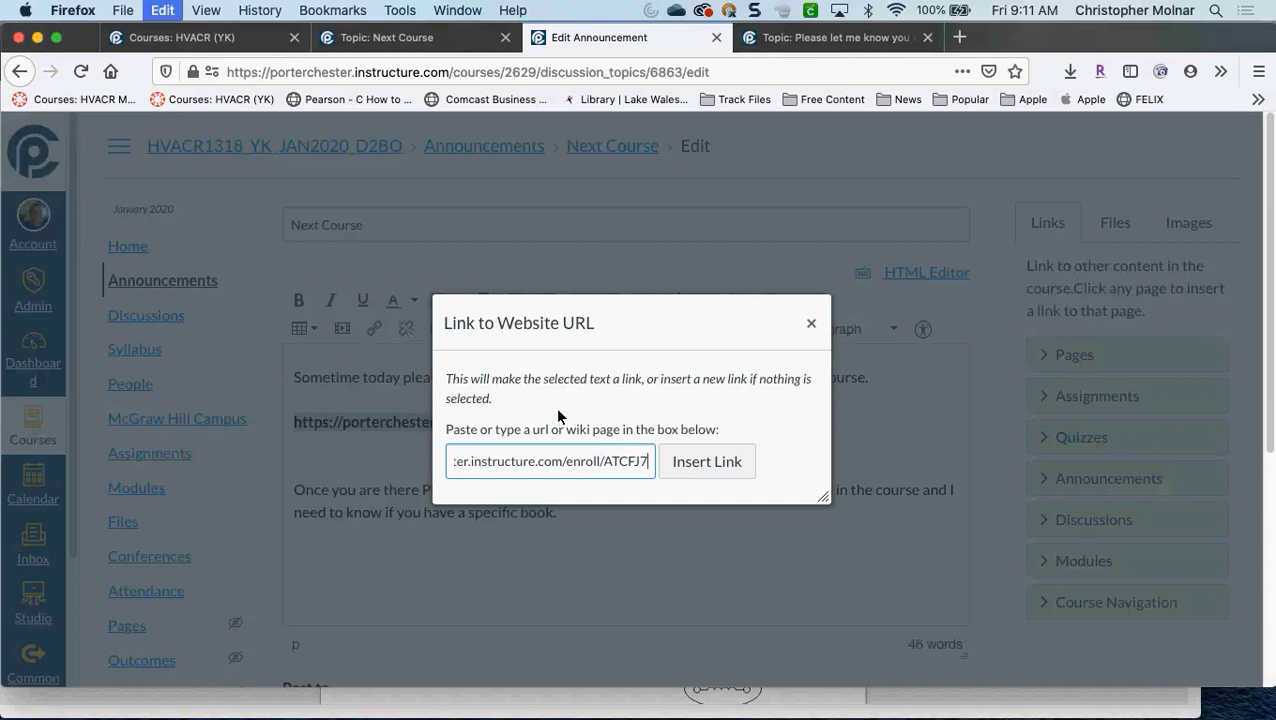 Firefox File Edit View History Bookmarks Tools Window Help 100% Fri 9:11 AM Christopher Molnar
Courses: HVACR (YK) Topic: Next Course Edit Announcement Topic: Please let me know you
https://porterchester.instructure.com/courses/2629/discussion_topics/6863/edit
Courses: HVACR M... Courses: HVACR (YK) Pearson - C How to ... Comcast Business ... Library | Lake Wales... Track Files Free Content News Popular Apple Apple FELIX
HVACR1318_YK_JAN2020_D2BO > Announcements > Next Course > Edit
January 2020
Next Course
Links Files Images
Account
Home
HTML Editor
Link to other content in the
course.Click any page to insert
a link to that page.
Announcements
Admin
Discussions
Link to Website URL
Syllabus
Pages
Dashboar
d
People
Sometime today plea
This will make the selected text a link, or insert a new link if nothing is
selected.
ourse.
Assignments
McGraw Hill Campus
https://porterchester
Paste or type a url or wiki page in the box below:
Quizzes
Courses
Assignments
:er.instructure.com/enroll/ATCFJ7 Insert Link
Announcements
Modules
Once you are there P
in the course and I
need to know if you have a specific book.
Calendar
Files
Discussions
Inbox
Conferences
Modules
Attendance
Course Navigation
Studio
Pages
p
46 words
Outcomes
Common